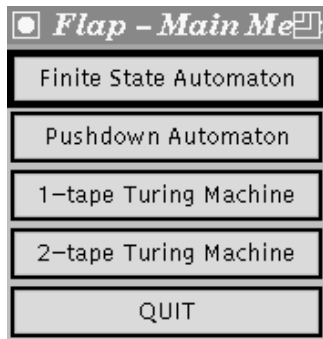 Flap – Main Me
Finite State Automaton
Pushdown Automaton
1–tape Turing Machine
2–tape Turing Machine
QUIT